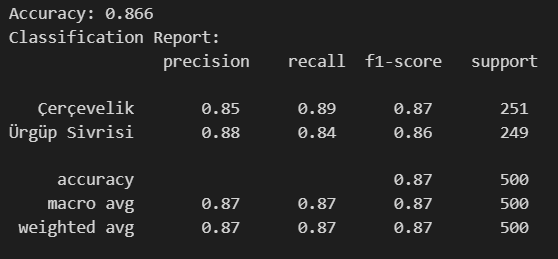 Accuracy: 0.866
Classification Report:
precision recall f1-score support
Çerçevelik 0.85 0.89 0.87 251
Ürgüp Sivrisi 0.88 0.84 0.86 249
accuracy 0.87 500
macro avg 0.87 0.87 0.87 500
weighted avg 0.87 0.87 0.87 500